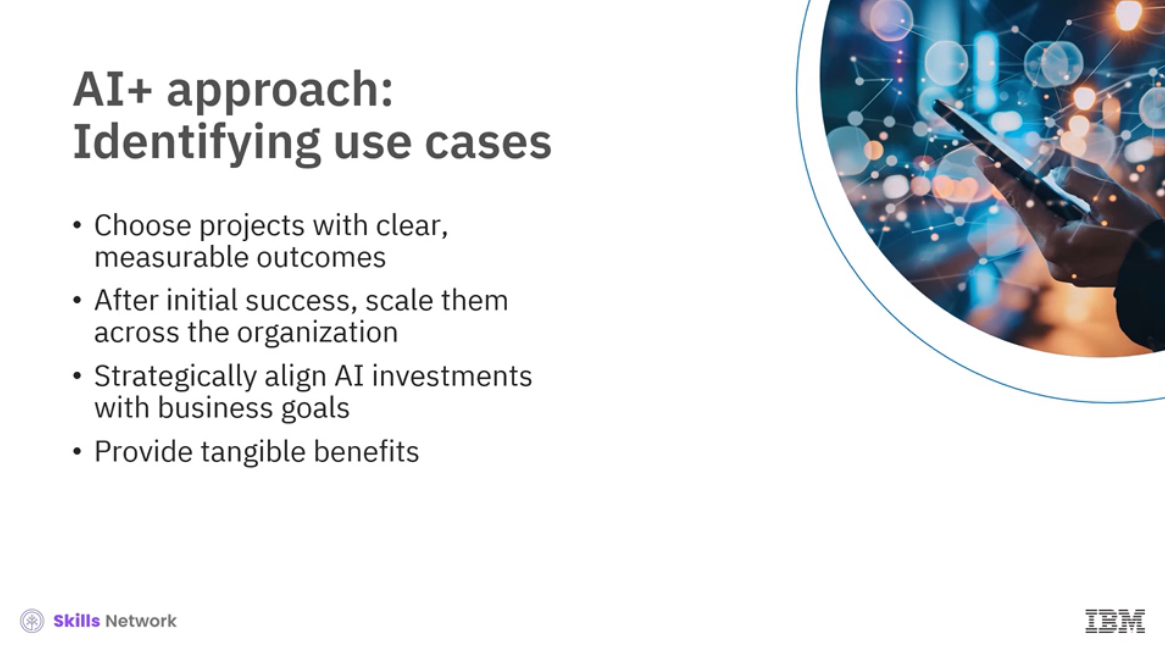 AI+ approach:
Identifying use cases
• Choose projects with clear,
measurable outcomes
• After initial success, scale them
across the organization
• Strategically align AI investments
with business goals
• Provide tangible benefits
Skills Network
IBM